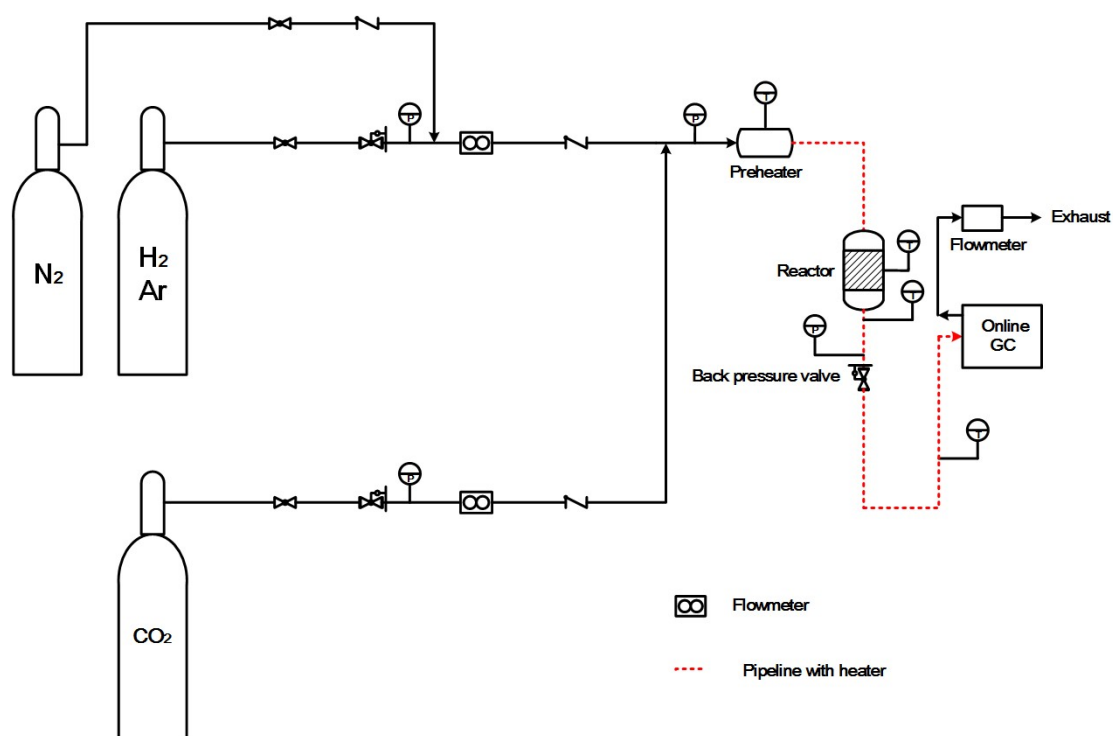 P
P
T
Preheater
N2
H2
Ar
Reactor
T
T
Flowmeter
Exhaust
Online
GC
P
Back pressure valve
T
P
CO2
Flowmeter
Pipeline with heater